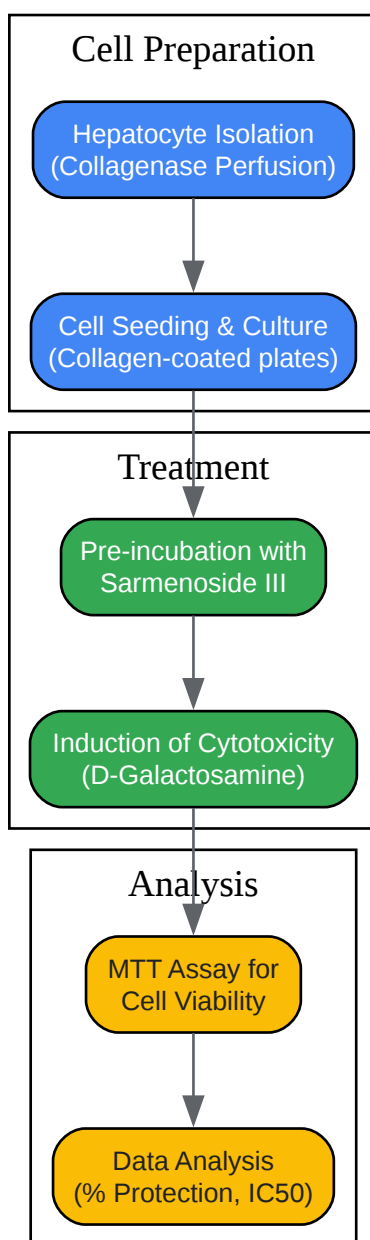 Cell Preparation
Hepatocyte Isolation
(Collagenase Perfusion)
Cell Seeding & Culture
(Collagen-coated plates)
Treatment
Pre-incubation with
Sarmenoside III
Induction of Cytotoxicity
(D-Galactosamine)
Analysis
MTT Assay for
Cell Viability
Data Analysis
(% Protection, IC50)